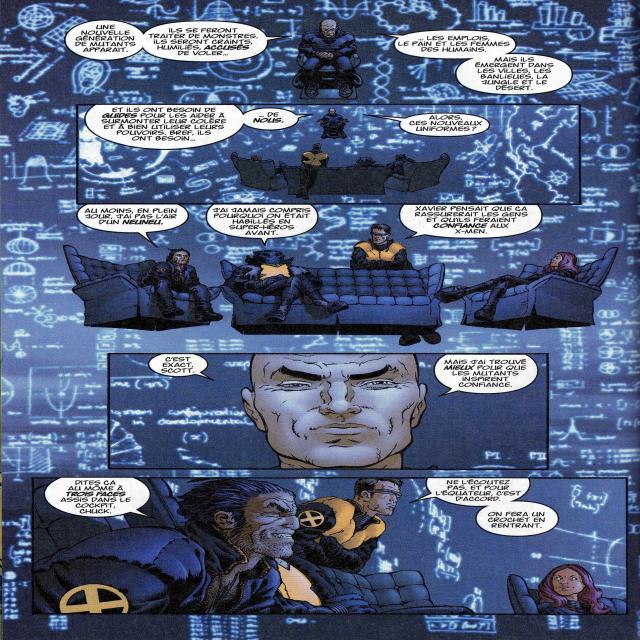 UNE
NOUVELLE
GÉNÉRATION
DE MUTANTS
APPARAIT.
ILS SE FERONT
TRAITER DE MONSTRES.
ILS SERONT CRAINTS,
HUMILIÉS, ACCUSÉS
DE VOLER...
... LES EMPLOIS,
LE PAIN ET LES FEMMES
DES HUMAINS.
MAIS ILS
ÉMERGENT DANS
LES VILLES, LES
BANLIEUES, LA
JUNGLE ET LE
DÉSERT.
ET ILS ONT BESOIN DE
GUIDES POUR LES AIDER À
SURMONTER LEUR COLÈRE
ET À BIEN UTILISER LEURS
POUVOIRS. BREF, ILS
ONT BESOIN...
DE
NOUS.
ALORS,
CES NOUVEAUX
UNIFORMES ?
AU MOINS, EN PLEIN
JOUR, J'AI PAS L'AIR
D'UN NEUNEU.
J'AI JAMAIS COMPRIS
POURQUOI ON ÉTAIT
HABILLÉS EN
SUPER-HÉROS
AVANT.
XAVIER PENSAIT QUE ÇA
RASSURERAIT LES GENS
ET QU'ILS FERAIENT
CONFIANCE AUX
X-MEN.
C'EST
EXACT,
SCOTT.
MAIS J'AI TROUVÉ
MIEUX POUR QUE
LES MUTANTS
INSPIRENT
CONFIANCE.
DITES ÇA
AU MÔME À
TROIS FACES
ASSIS DANS LE
COCKPIT,
CHUCK.
NE L'ÉCOUTEZ
PAS. ET POUR
L'ÉQUATEUR, C'EST
D'ACCORD.
ON FERA UN
CROCHET EN
RENTRANT.